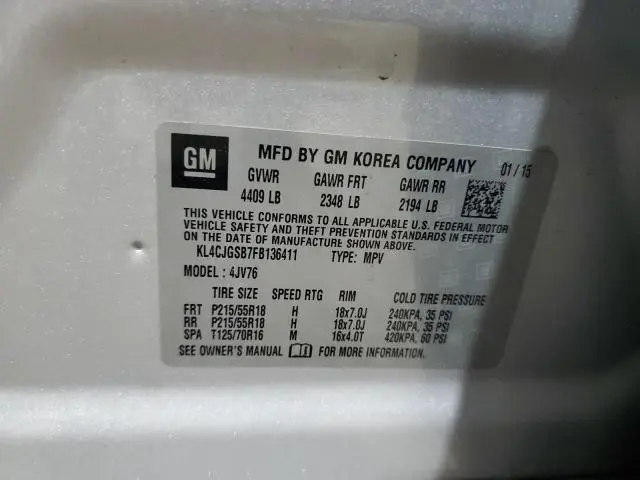 GM MFD BY GM KOREA COMPANY 01 / 15
GVWR GAWR FRT GAWR RR
4409 LB 2348 LB 2194 LB
THIS VEHICLE CONFORMS TO ALL APPLICABLE U.S. FEDERAL MOTOR
VEHICLE SAFETY AND THEFT PREVENTION STANDARDS IN EFFECT
ON THE DATE OF MANUFACTURE SHOWN ABOVE.
KL4CJGSB7FB136411 TYPE: MPV
MODEL : 4JV76
TIRE SIZE SPEED RTG RIM COLD TIRE PRESSURE
FRT P215/55R18 H 18x7.0J 240KPA, 35 PSI
RR P215/55R18 H 18x7.0J 240KPA, 35 PSI
SPA T125/70R16 M 16x4.0T 420KPA, 60 PSI
SEE OWNER'S MANUAL FOR MORE INFORMATION.